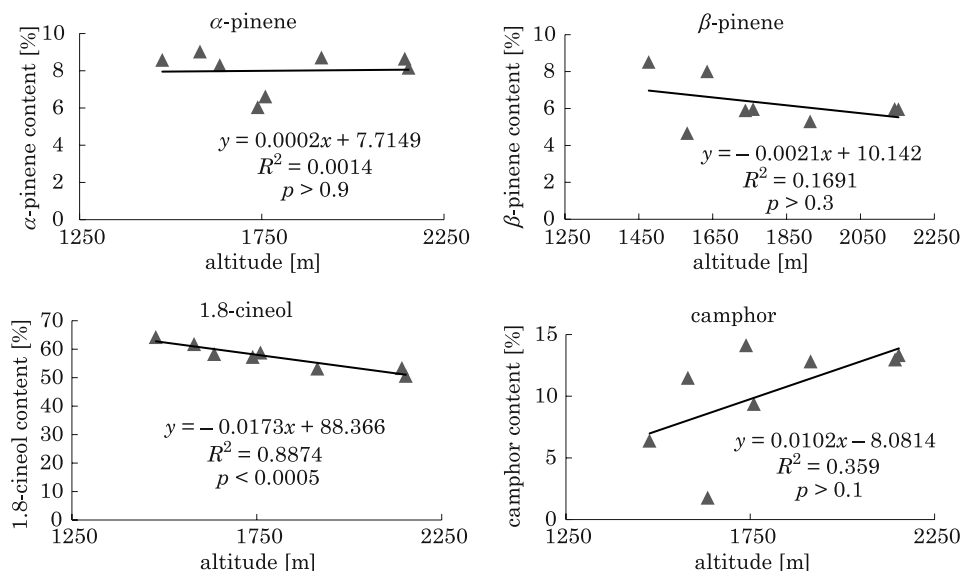 α-pinene
α-pinene content [%]
10
8
6
4
2
0
y = 0.0002x + 7.7149
R² = 0.0014
p > 0.9
1250 1750 2250
altitude [m]
β-pinene
β-pinene content [%]
10
8
6
4
2
0
y = – 0.0021x + 10.142
R² = 0.1691
p > 0.3
1250 1450 1650 1850 2050 2250
altitude [m]
1.8-cineol
1.8-cineol content [%]
70
60
50
40
30
20
10
0
y = – 0.0173x + 88.366
R² = 0.8874
p < 0.0005
1250 1750 2250
altitude [m]
camphor
camphor content [%]
15
10
5
0
y = 0.0102x – 8.0814
R² = 0.359
p > 0.1
1250 1750 2250
altitude [m]